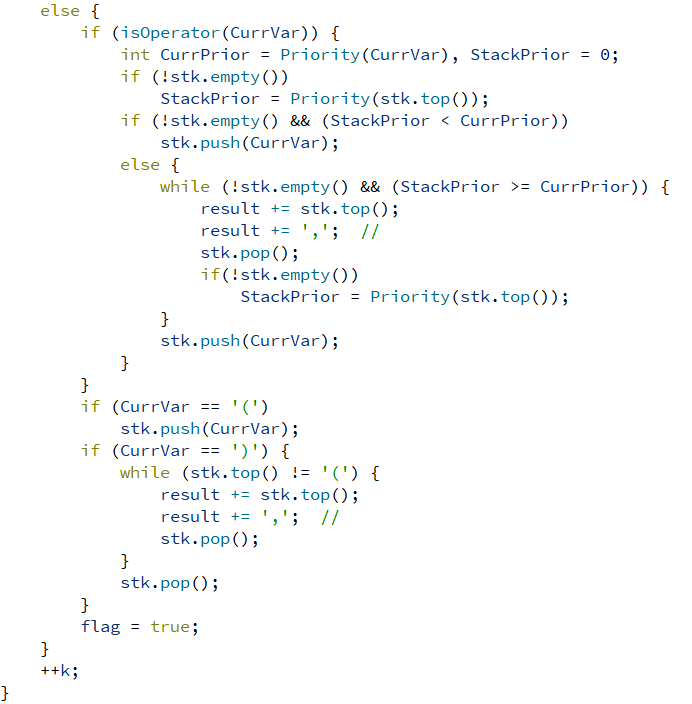 else {
        if (isOperator(CurrVar)) {
            int CurrPrior = Priority(CurrVar), StackPrior = 0;
            if (!stk.empty())
                StackPrior = Priority(stk.top());
            if (!stk.empty() && (StackPrior < CurrPrior))
                stk.push(CurrVar);
            else {
                while (!stk.empty() && (StackPrior >= CurrPrior)) {
                    result += stk.top();
                    result += ',';  //
                    stk.pop();
                    if(!stk.empty())
                        StackPrior = Priority(stk.top());
                }
                stk.push(CurrVar);
            }
        }
        if (CurrVar == '(')
            stk.push(CurrVar);
        if (CurrVar == ')') {
            while (stk.top() != '(') {
                result += stk.top();
                result += ',';  //
                stk.pop();
            }
            stk.pop();
        }
        flag = true;
    }
    ++k;
}